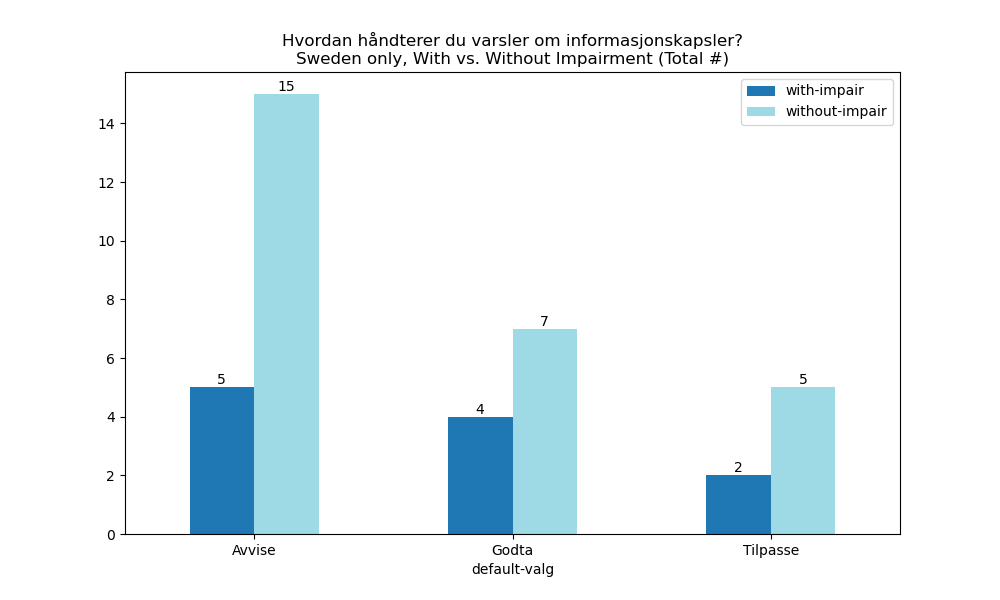 Hvordan håndterer du varsler om informasjonskapsler?
Sweden only, With vs. Without Impairment (Total #)
with-impair
without-impair
15
14
12
10
8
7
6
5
5
4
4
2
2
0
Avvise
Godta
Tilpasse
default-valg